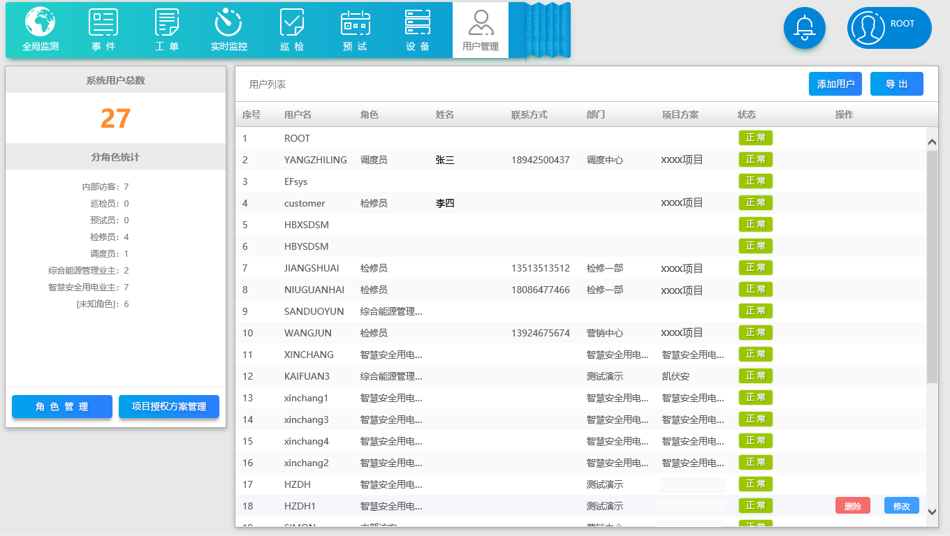 全局监测 事 件 工 单 实时监控 巡 检 预 试 设 备 用户管理 ROOT
系统用户总数
27
分角色统计
内部访客：7
巡检员：0
预试员：0
检修员：4
调度员：1
综合能源管理业主：2
智慧安全用电业主：7
[未知角色]：6
角 色 管 理 项目授权方案管理
用户列表 添加用户 导 出
序号 用户名 角色 姓名 联系方式 部门 项目方案 状态 操作
1 ROOT 正 常
2 YANGZHILING 调度员 张三 18942500437 调度中心 xxxx项目 正 常
3 EFsys 正 常
4 customer 检修员 李四 xxxx项目 正 常
5 HBXSDSM 正 常
6 HBYSDSM 正 常
7 JIANGSHUAI 检修员 13513513512 检修一部 xxxx项目 正 常
8 NIUGUANHAI 检修员 18086477466 检修一部 xxxx项目 正 常
9 SANDUOYUN 综合能源管理... 正 常
10 WANGJUN 检修员 13924675674 营销中心 xxxx项目 正 常
11 XINCHANG 智慧安全用电... 智慧安全用电... 智慧安全用电... 正 常
12 KAIFUAN3 综合能源管理... 测试演示 凯伏安 正 常
13 xinchang1 智慧安全用电... 智慧安全用电... 智慧安全用电... 正 常
14 xinchang3 智慧安全用电... 智慧安全用电... 智慧安全用电... 正 常
15 xinchang4 智慧安全用电... 智慧安全用电... 智慧安全用电... 正 常
16 xinchang2 智慧安全用电... 智慧安全用电... 智慧安全用电... 正 常
17 HZDH 智慧安全用电... 测试演示 正 常
18 HZDH1 智慧安全用电... 测试演示 正 常 删除 修改